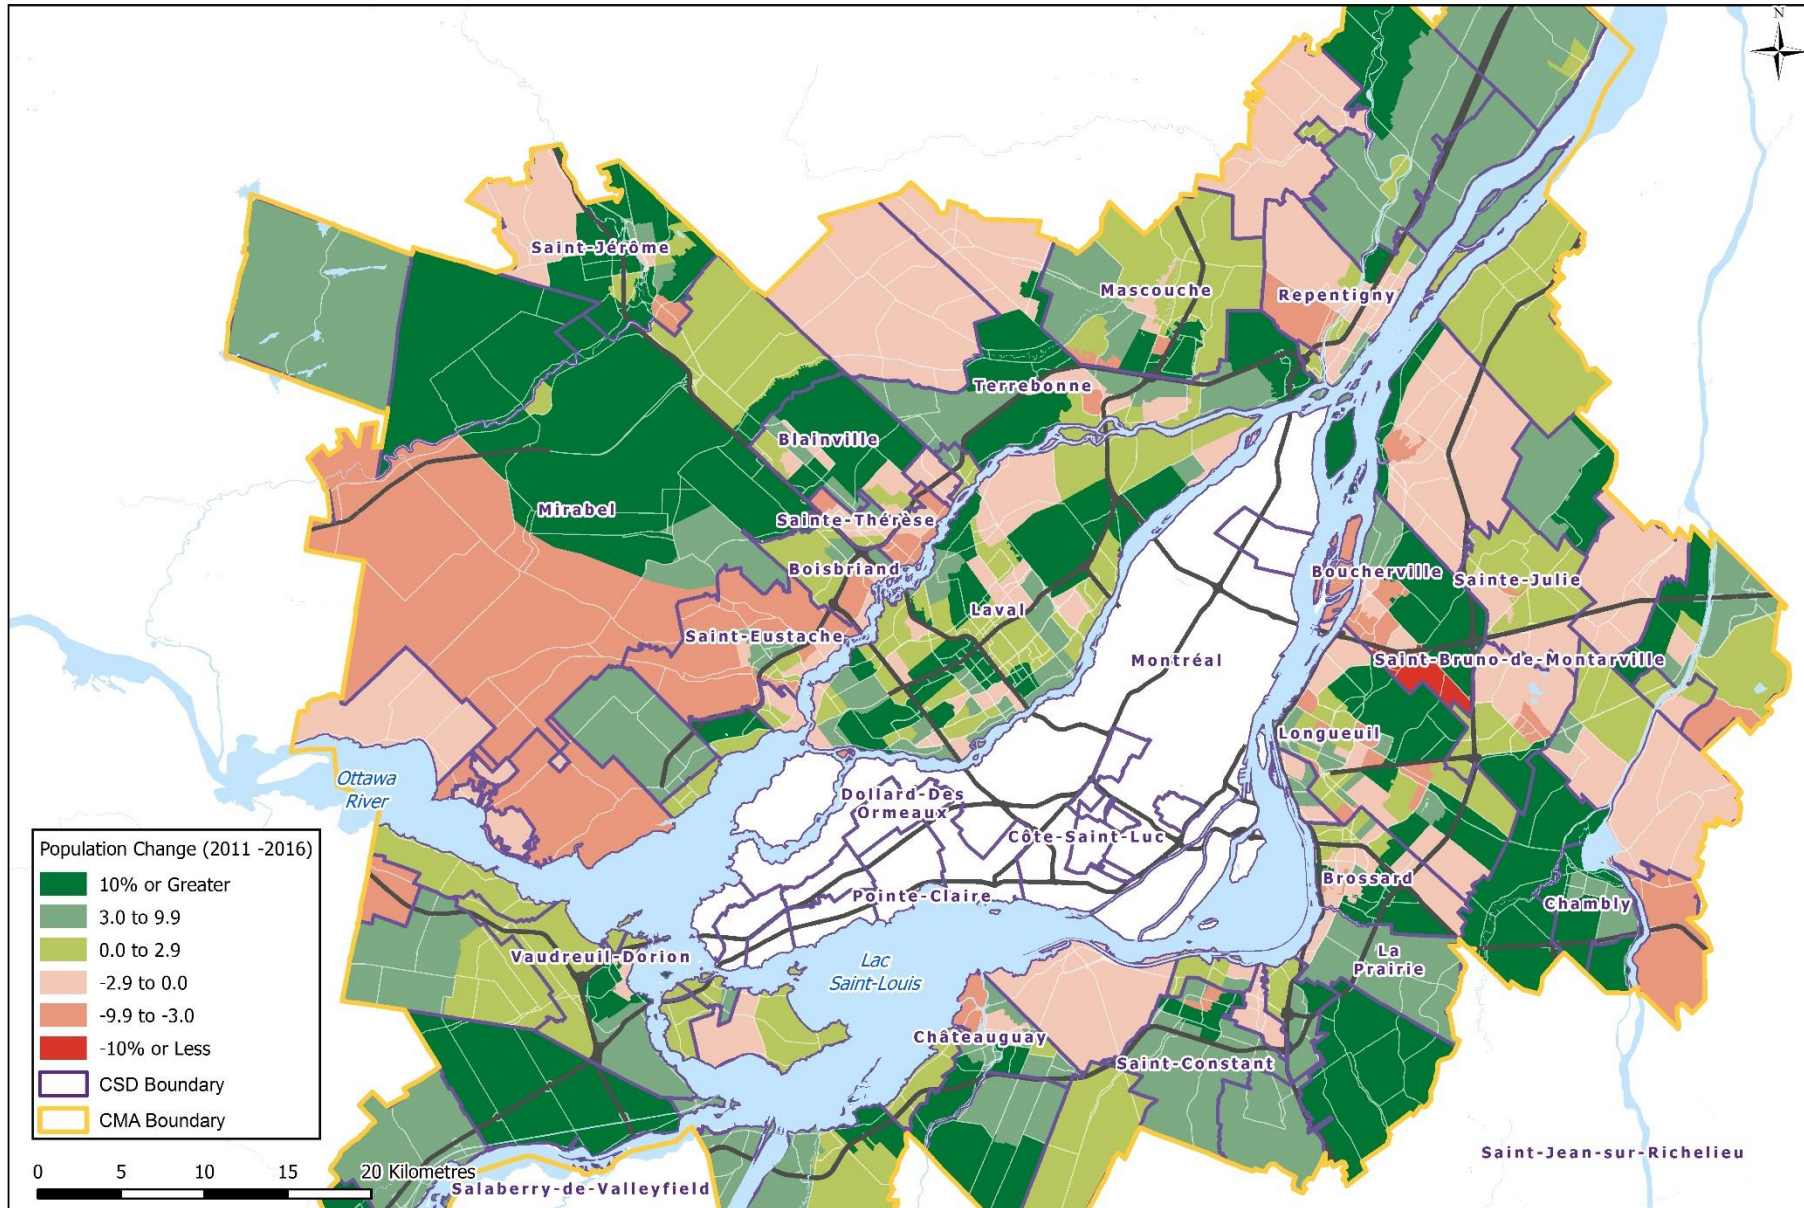 N
Saint-Jérôme
Mascouche
Repentigny
Terrebonne
Blainville
Mirabel
Sainte-Thérèse
Boisbriand
Boucherville
Sainte-Julie
Laval
Saint-Eustache
Montréal
Saint-Bruno-de-Montarville
Longueuil
Ottawa
River
Dollard-Des
Ormeaux
Côte-Saint-Luc
Pointe-Claire
Brossard
Chambly
Vaudreuil-Dorion
Lac
Saint-Louis
La
Prairie
Châteauguay
Saint-Constant
Saint-Jean-sur-Richelieu
Salaberry-de-Valleyfield
Population Change (2011 -2016)
10% or Greater
3.0 to 9.9
0.0 to 2.9
-2.9 to 0.0
-9.9 to -3.0
-10% or Less
CSD Boundary
CMA Boundary
0 5 10 15 20 Kilometres